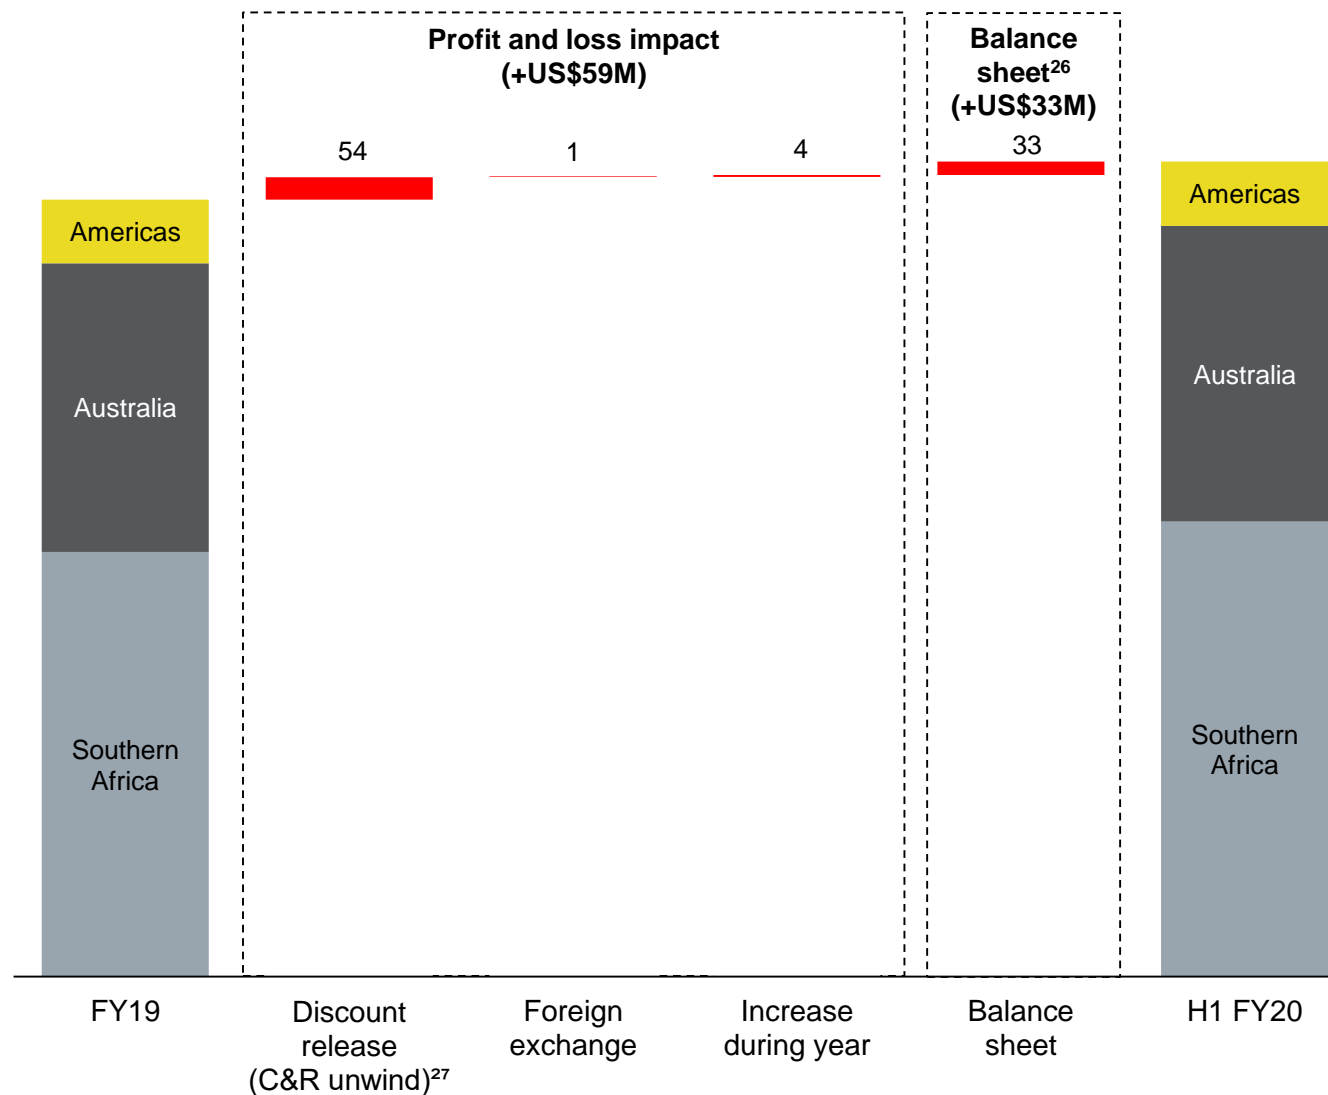 Profit and loss impact
(+US$59M)
Balance
sheet²⁶
(+US$33M)
54
1
4
33
Americas
Australia
Southern
Africa
Americas
Australia
Southern
Africa
FY19
Discount
release
(C&R unwind)²⁷
Foreign
exchange
Increase
during year
Balance
sheet
H1 FY20